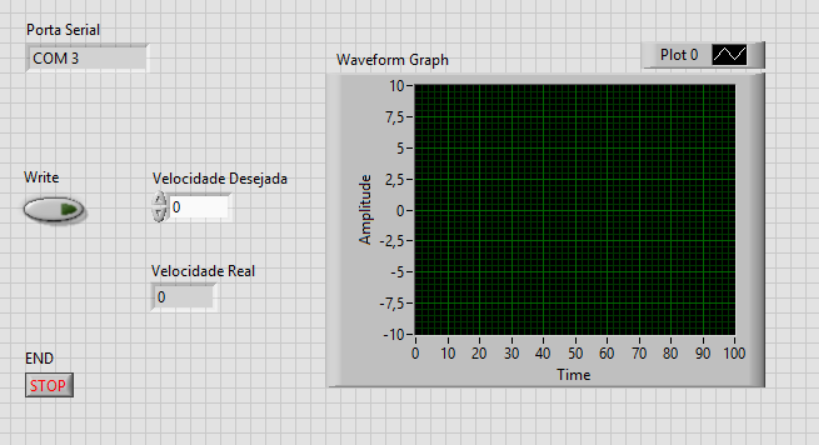 Porta Serial
COM 3
Waveform Graph
Plot 0
Write
Velocidade Desejada
0
Velocidade Real
0
END
STOP
Amplitude
10
7,5
5
2,5
0
-2,5
-5
-7,5
-10
0 10 20 30 40 50 60 70 80 90 100
Time